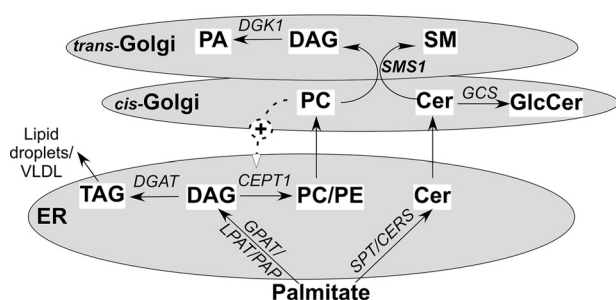 DGK1
trans-Golgi PA DAG SM
SMS1
cis-Golgi PC Cer GCS GlcCer
+
Lipid
droplets/
VLDL
TAG DGAT DAG CEPT1 PC/PE Cer
ER
GPAT/
LPAT/PAP
SPT/CERS
Palmitate